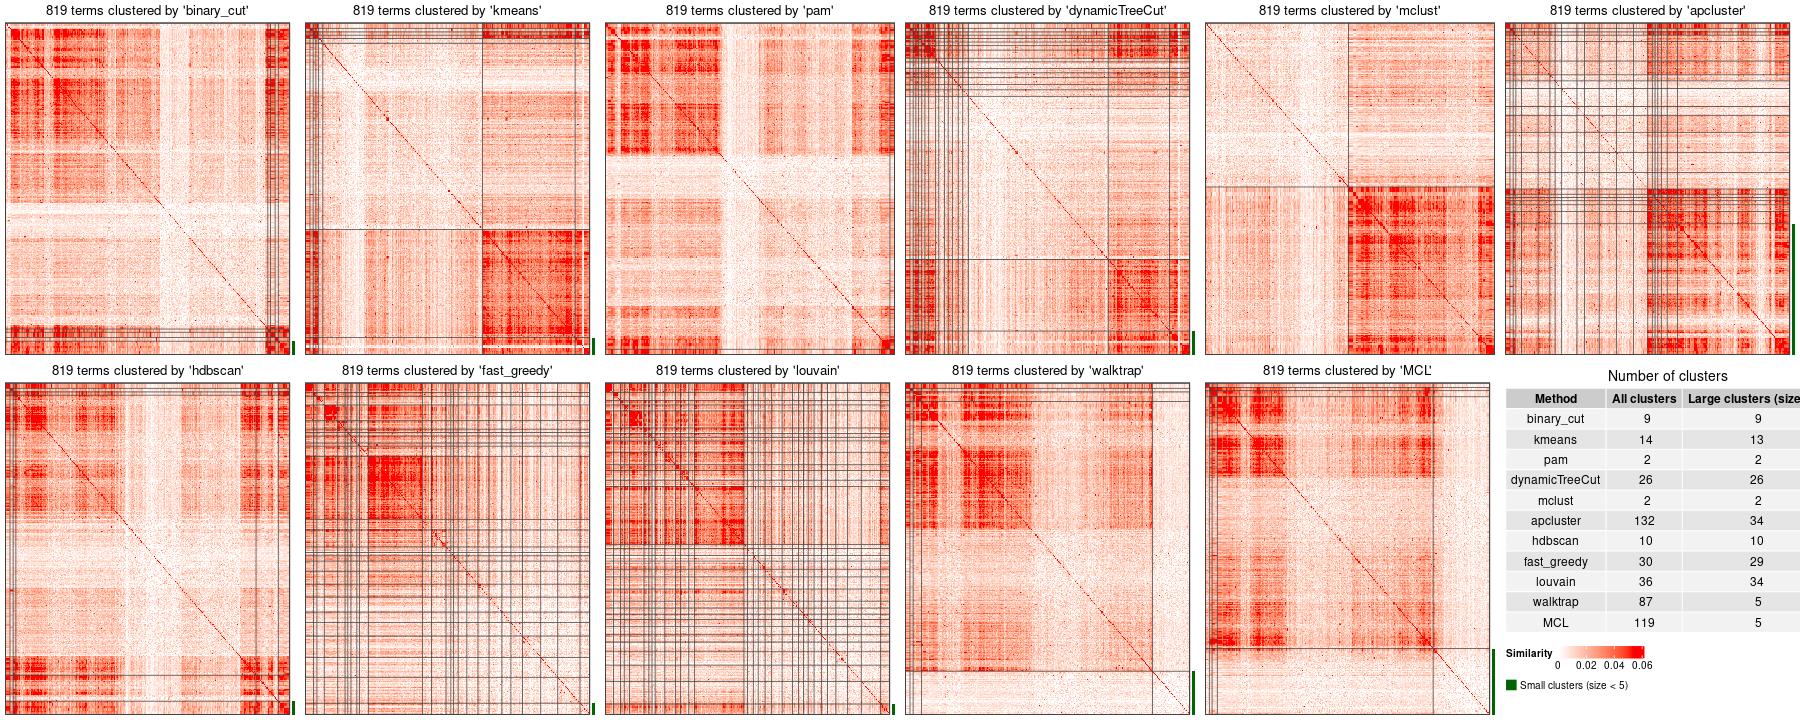 819 terms clustered by 'binary_cut'
819 terms clustered by 'kmeans'
819 terms clustered by 'pam'
819 terms clustered by 'dynamicTreeCut'
819 terms clustered by 'mclust'
819 terms clustered by 'apcluster'
819 terms clustered by 'hdbscan'
819 terms clustered by 'fast_greedy'
819 terms clustered by 'louvain'
819 terms clustered by 'walktrap'
819 terms clustered by 'MCL'
Number of clusters
Method All clusters Large clusters (size
binary_cut 9 9
kmeans 14 13
pam 2 2
dynamicTreeCut 26 26
mclust 2 2
apcluster 132 34
hdbscan 10 10
fast_greedy 30 29
louvain 36 34
walktrap 87 5
MCL 119 5
Similarity
0 0.02 0.04 0.06
Small clusters (size < 5)